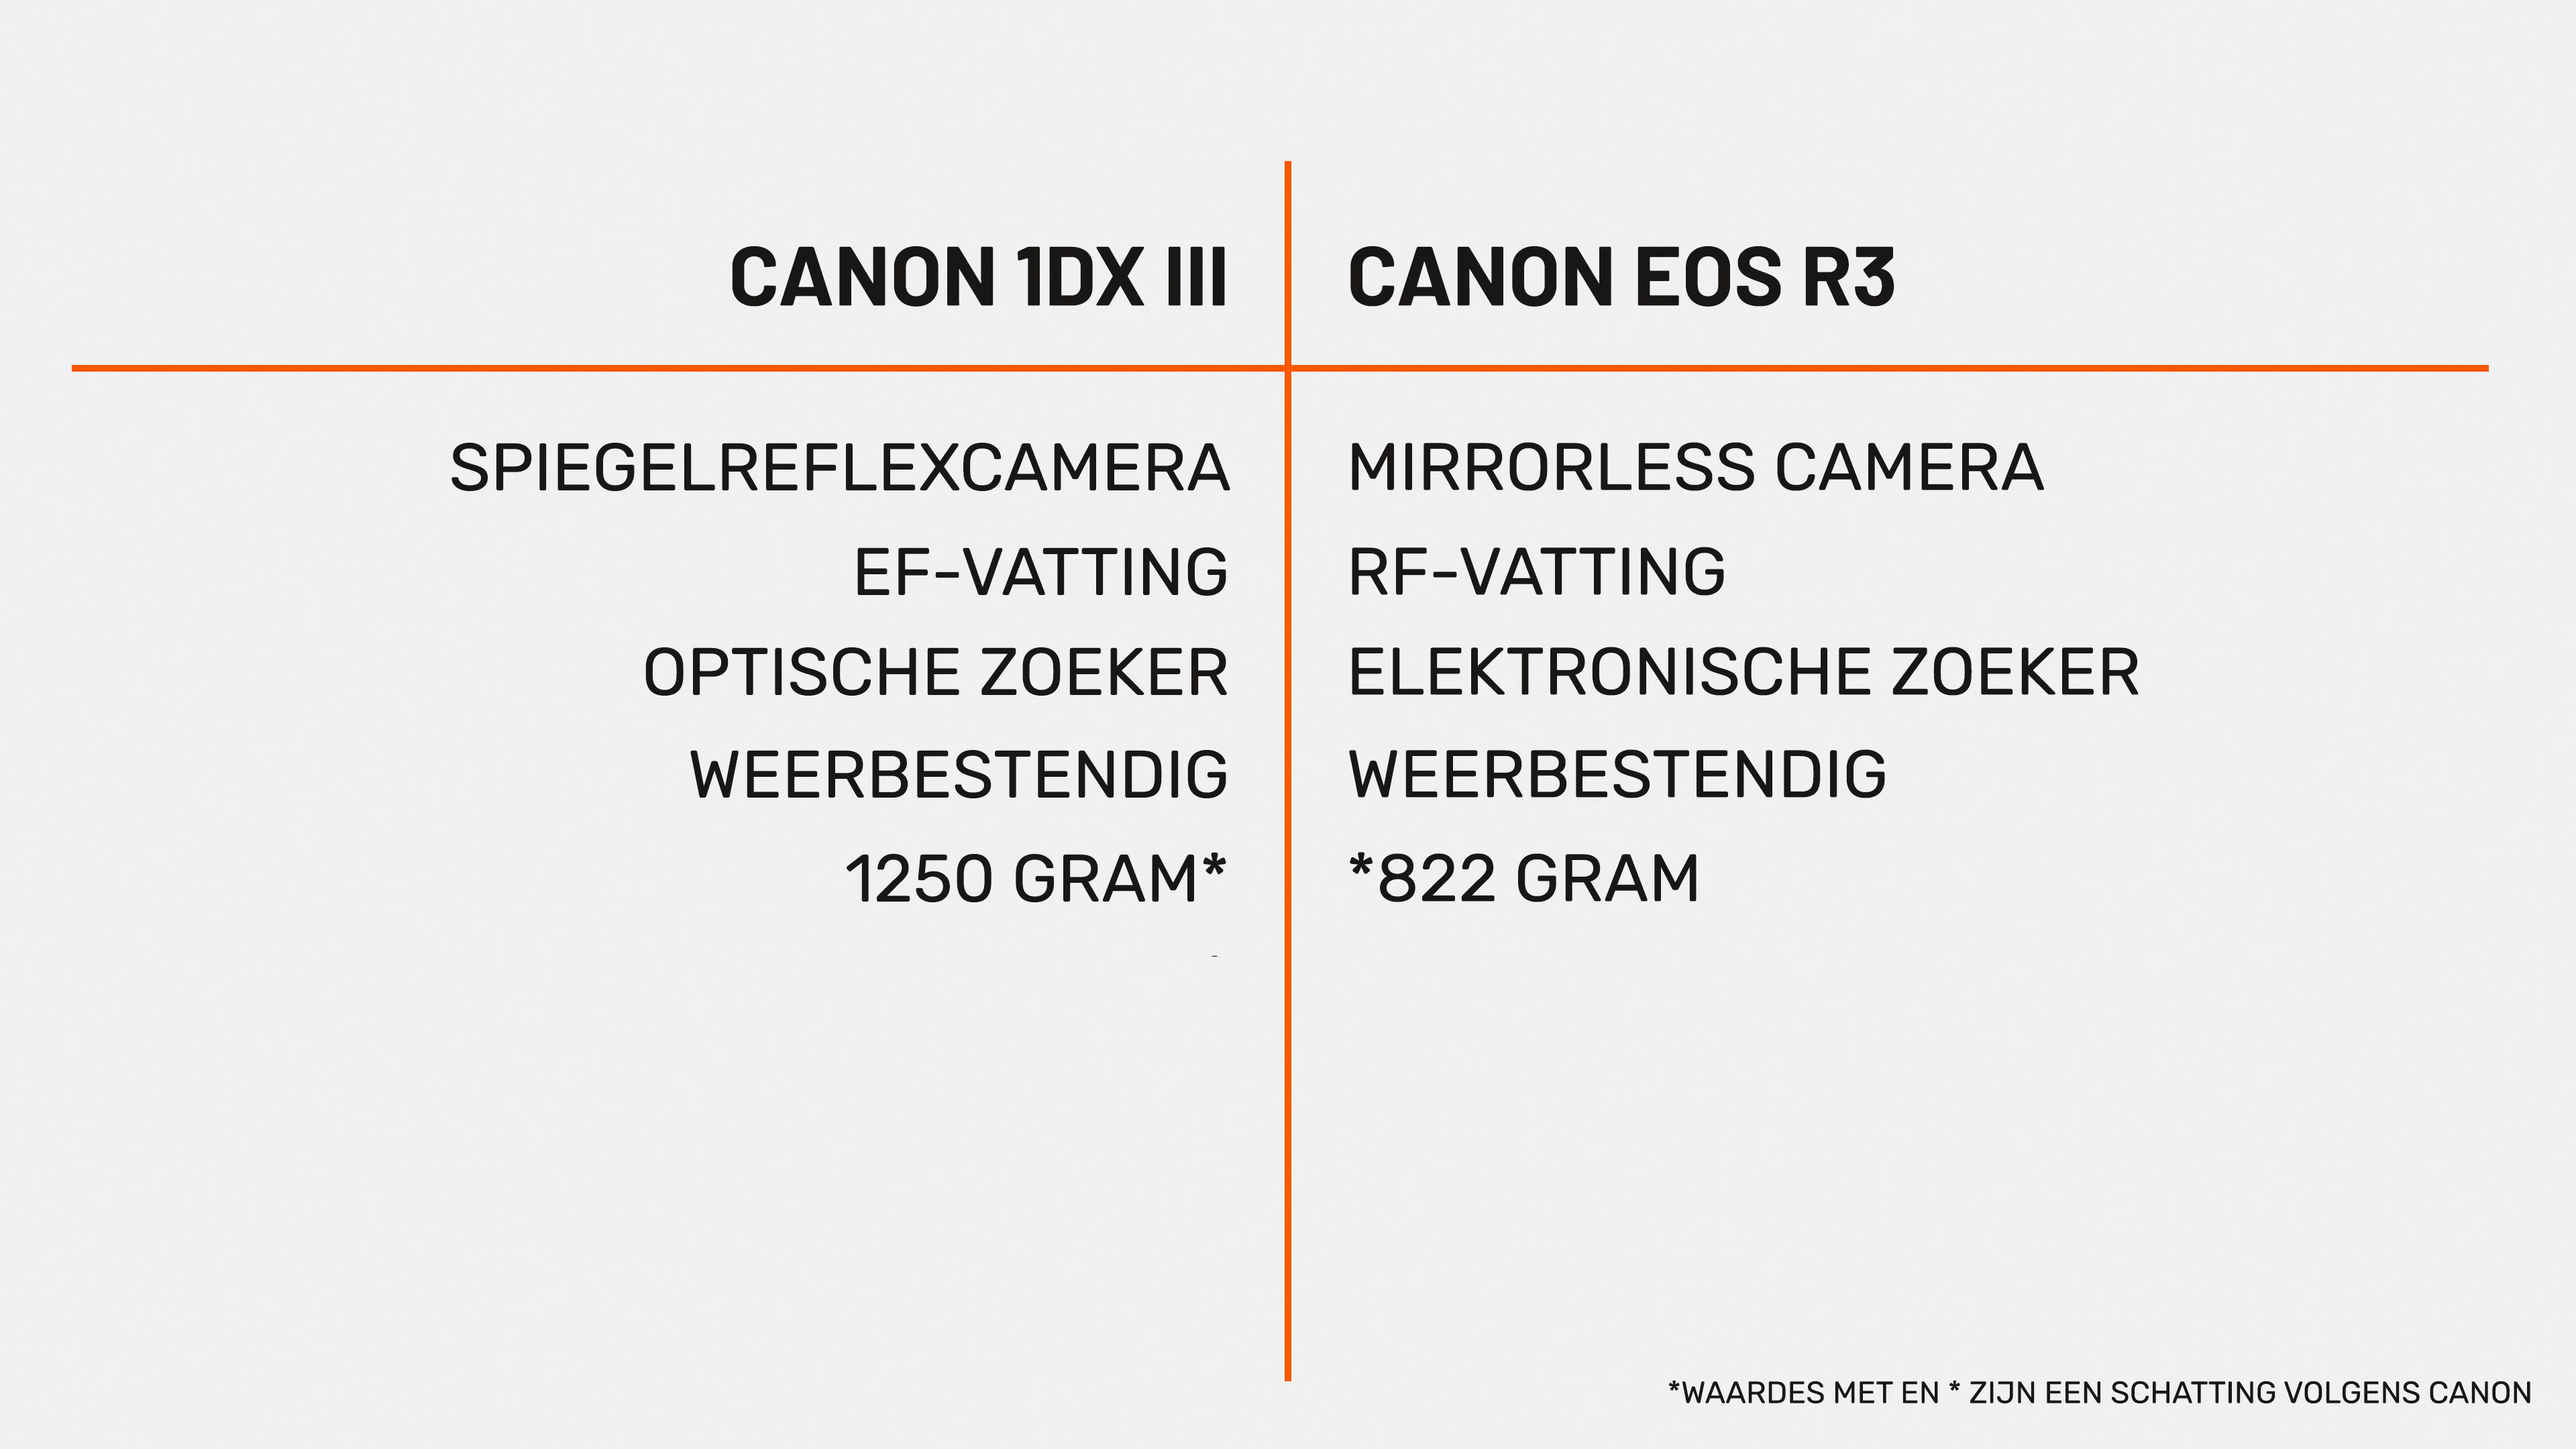 CANON 1DX III
CANON EOS R3
SPIEGELREFLEXCAMERA
MIRRORLESS CAMERA
EF-VATTING
RF-VATTING
OPTISCHE ZOEKER
ELEKTRONISCHE ZOEKER
WEERBESTENDIG
WEERBESTENDIG
1250 GRAM*
*822 GRAM
-
*WAARDES MET EN * ZIJN EEN SCHATTING VOLGENS CANON